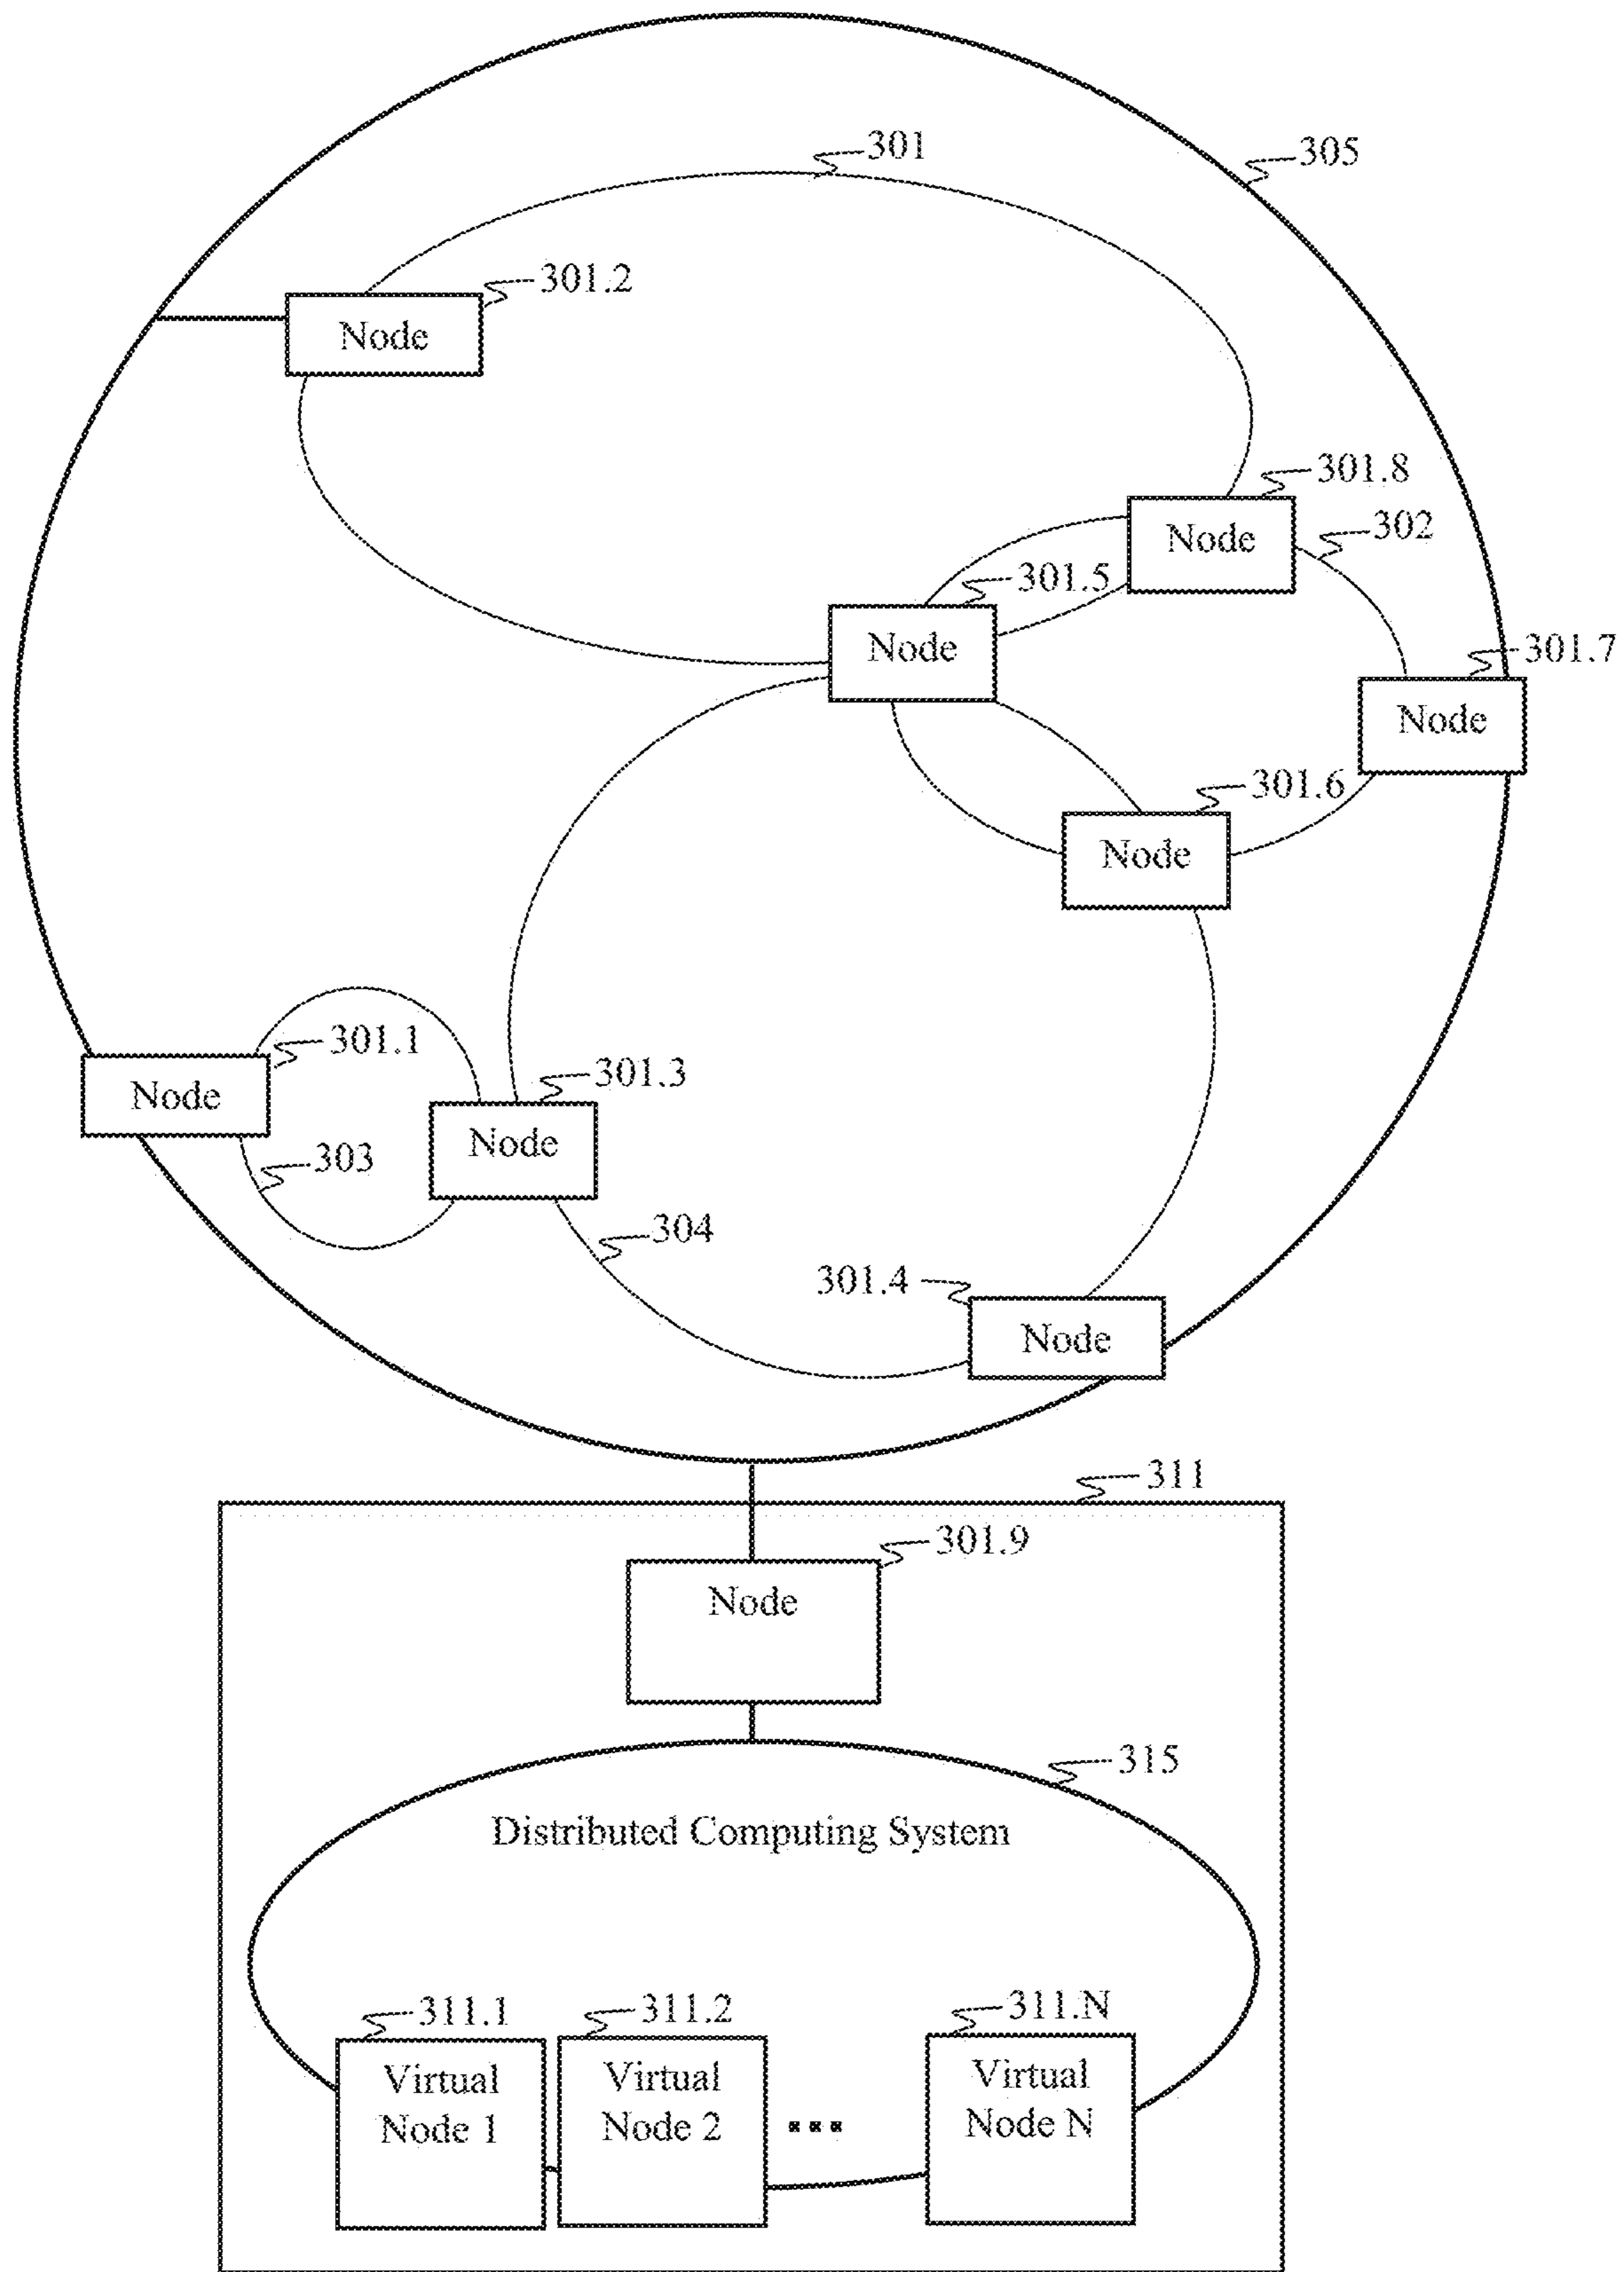 301
305
301.2
Node
301.8
Node
302
301.5
Node
301.7
Node
301.6
Node
301.1
Node
301.3
Node
303
304
301.4
Node
311
301.9
Node
315
Distributed Computing System
311.1
311.2
311.N
Virtual
Node 1
Virtual
Node 2
...
Virtual
Node N